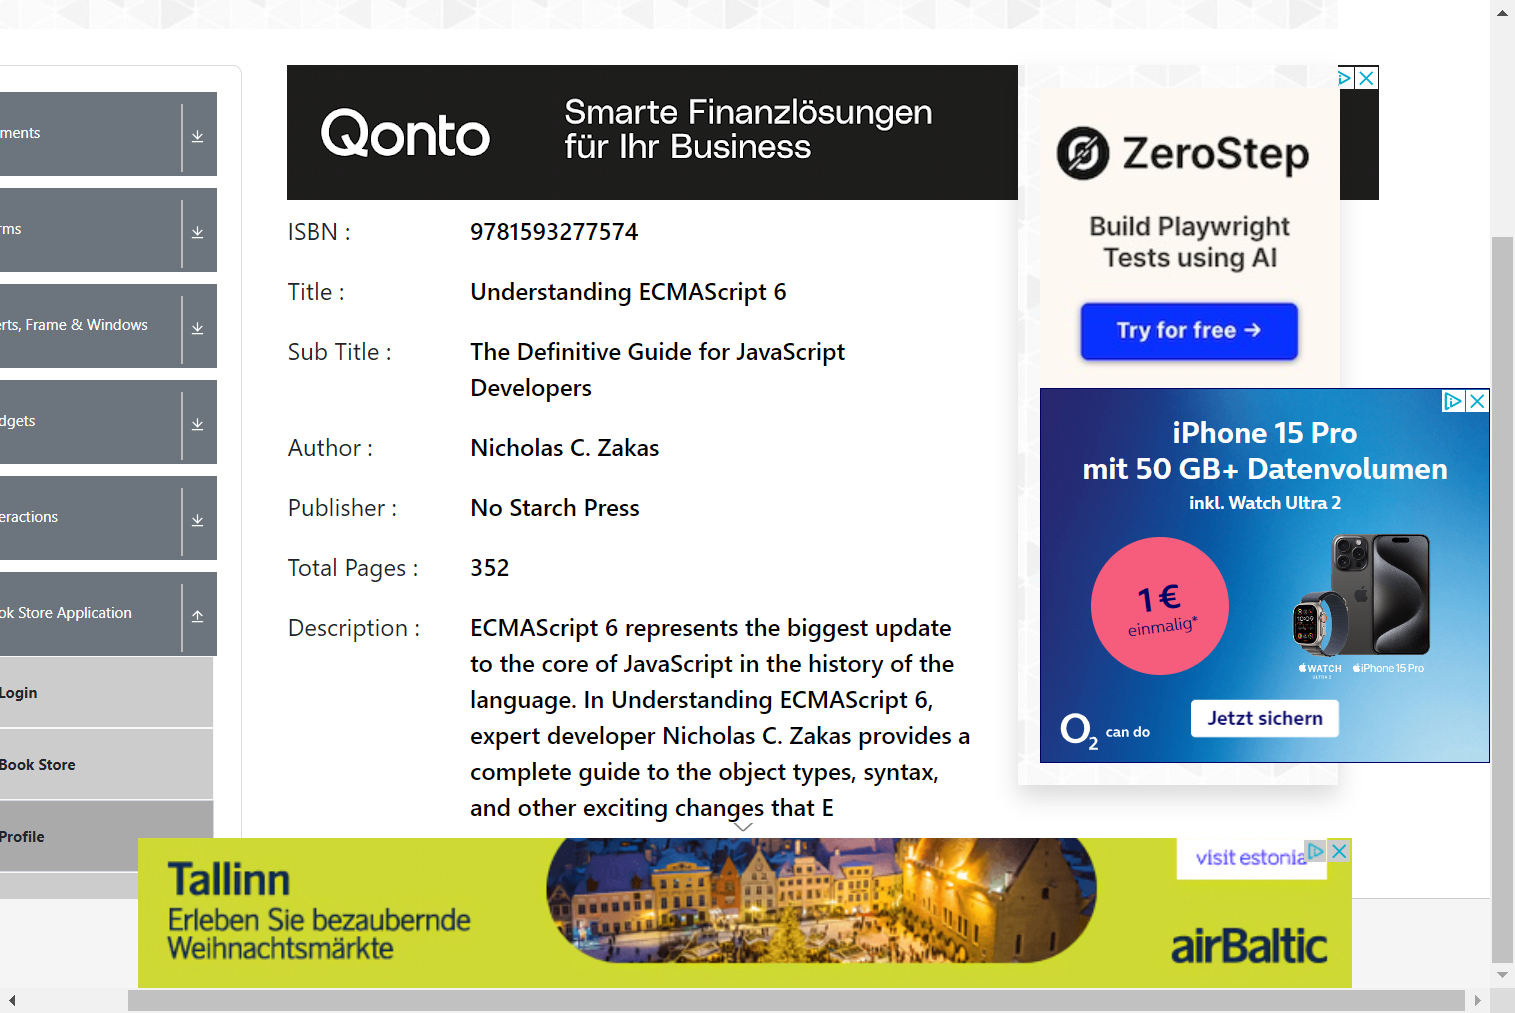 Qonto
Smarte Finanzlösungen
für Ihr Business
ZeroStep
Build Playwright
Tests using AI
Try for free →
ments
rms
erts, Frame & Windows
dgets
eractions
ok Store Application
Login
Book Store
Profile
ISBN :
9781593277574
Title :
Understanding ECMAScript 6
Sub Title :
The Definitive Guide for JavaScript
Developers
Author :
Nicholas C. Zakas
Publisher :
No Starch Press
Total Pages :
352
Description :
ECMAScript 6 represents the biggest update
to the core of JavaScript in the history of the
language. In Understanding ECMAScript 6,
expert developer Nicholas C. Zakas provides a
complete guide to the object types, syntax,
and other exciting changes that E
iPhone 15 Pro
mit 50 GB+ Datenvolumen
inkl. Watch Ultra 2
1 €
einmalig*
10:09
WATCH
ULTRA 2
iPhone 15 Pro
O2 can do
Jetzt sichern
Tallinn
Erleben Sie bezaubernde
Weihnachtsmärkte
visit estonia
airBaltic